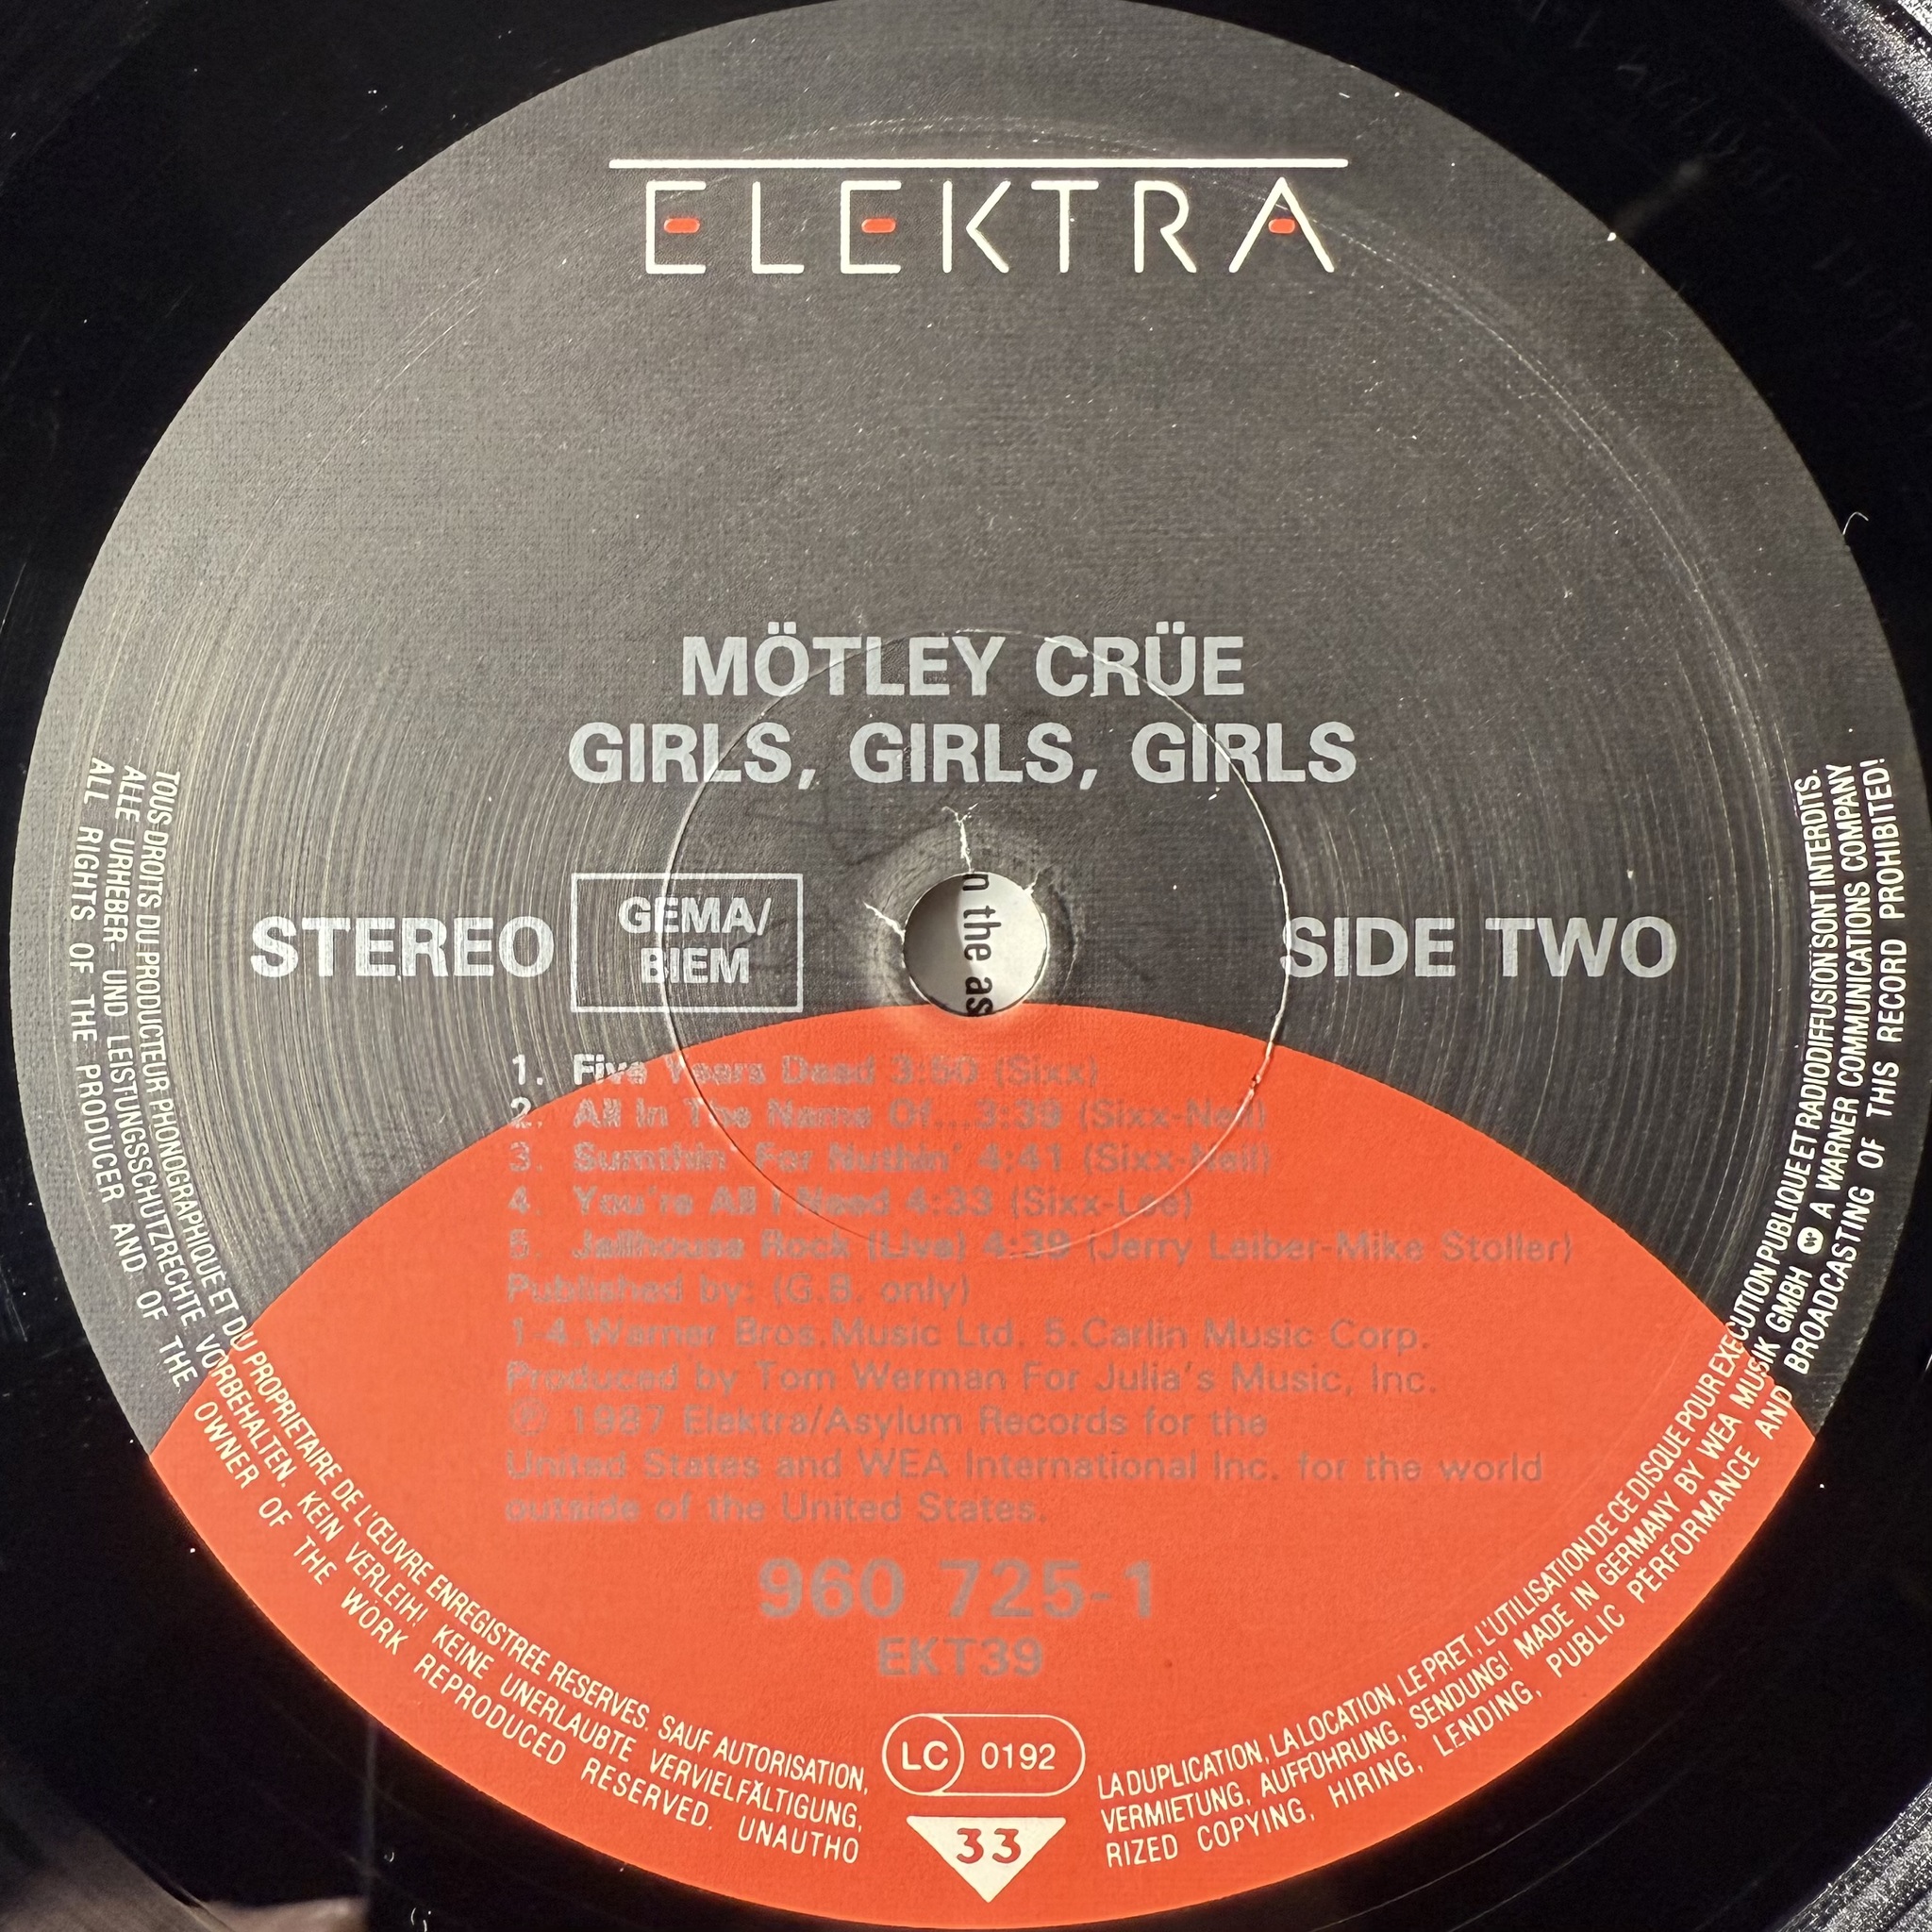 ELEKTRA
MÖTLEY CRÜE
GIRLS, GIRLS, GIRLS
STEREO
GEMA/
BIEM
SIDE TWO
n the as
1. Five Years Dead 3:50 (Sixx)
2. All In The Name Of...3:39 (Sixx-Neil)
3. Sumthin' For Nuthin' 4:41 (Sixx-Neil)
4. You're All I Need 4:33 (Sixx-Lee)
5. Jailhouse Rock (Live) 4:39 (Jerry Leiber-Mike Stoller)
Published by: (G.B. only)
1-4.Warner Bros.Music Ltd. 5.Carlin Music Corp.
Produced by Tom Werman For Julia's Music, Inc.
℗ 1987 Elektra/Asylum Records for the
United States and WEA International Inc. for the world
outside of the United States.
960 725-1
EKT39
LC 0192
33
TOUS DROITS DU PRODUCTEUR PHONOGRAPHIQUE ET DU PROPRIETAIRE DE L'ŒUVRE ENREGISTREE RESERVES. SAUF AUTORISATION, LA DUPLICATION, LA LOCATION, LE PRET, L'UTILISATION DE CE DISQUE POUR EXECUTION PUBLIQUE ET RADIODIFFUSION SONT INTERDITS.
ALLE URHEBER- UND LEISTUNGSSCHUTZRECHTE VORBEHALTEN. KEIN VERLEIH! KEINE UNERLAUBTE VERVIELFÄLTIGUNG, VERMIETUNG, AUFFÜHRUNG, SENDUNG! MADE IN GERMANY BY WEA MUSIK GMBH A WARNER COMMUNICATIONS COMPANY
ALL RIGHTS OF THE PRODUCER AND OF THE OWNER OF THE WORK REPRODUCED RESERVED. UNAUTHORIZED COPYING, HIRING, LENDING, PUBLIC PERFORMANCE AND BROADCASTING OF THIS RECORD PROHIBITED!